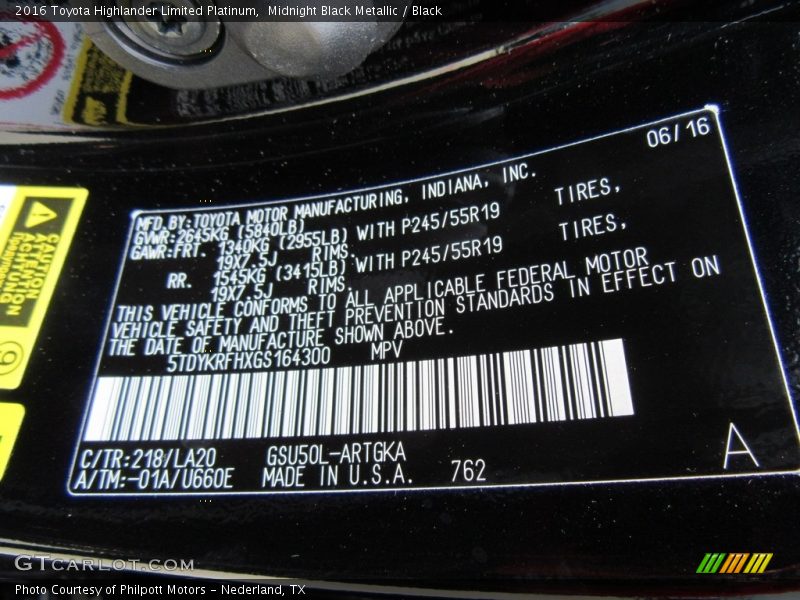 2016 Toyota Highlander Limited Platinum,  Midnight Black Metallic / Black
06/16
MFD.BY:TOYOTA MOTOR MANUFACTURING, INDIANA, INC.
GVWR:2645KG (5840LB)
GAWR:FRT. 1340KG (2955LB) WITH P245/55R19 TIRES,
19X7.5J RIMS.
RR. 1545KG (3415LB) WITH P245/55R19 TIRES,
19X7.5J RIMS.
THIS VEHICLE CONFORMS TO ALL APPLICABLE FEDERAL MOTOR
VEHICLE SAFETY AND THEFT PREVENTION STANDARDS IN EFFECT ON
THE DATE OF MANUFACTURE SHOWN ABOVE.
5TDYKRFHXGS164300 MPV
C/TR:218/LA20 GSU50L-ARTGKA
A/TM:-01A/U660E MADE IN U.S.A. 762
A
CAUTION
GTCARLOT.COM
Photo Courtesy of Philpott Motors – Nederland, TX